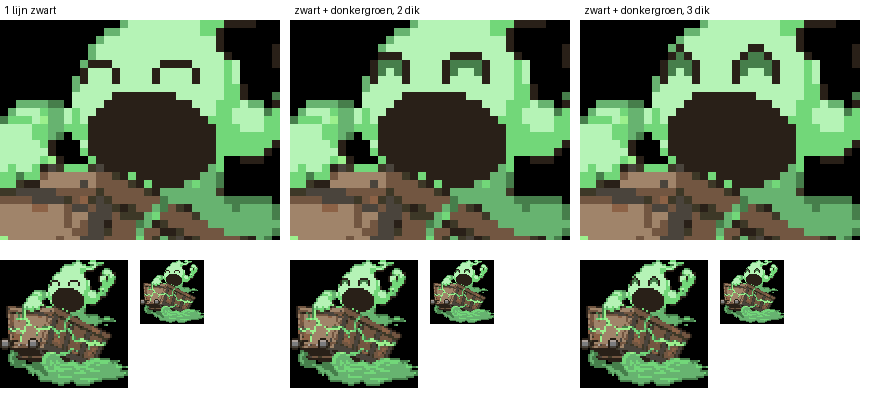 1 lijn zwart
zwart + donkergroen, 2 dik
zwart + donkergroen, 3 dik